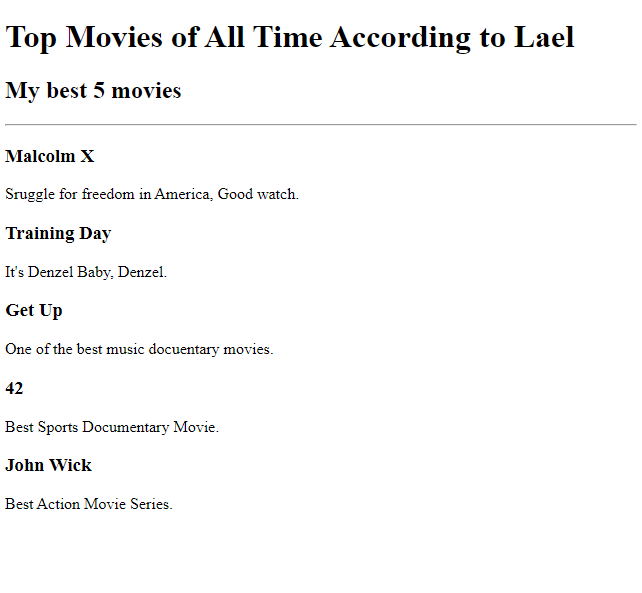 Top Movies of All Time According to Lael
My best 5 movies
Malcolm X
Sruggle for freedom in America, Good watch.
Training Day
It's Denzel Baby, Denzel.
Get Up
One of the best music docuentary movies.
42
Best Sports Documentary Movie.
John Wick
Best Action Movie Series.